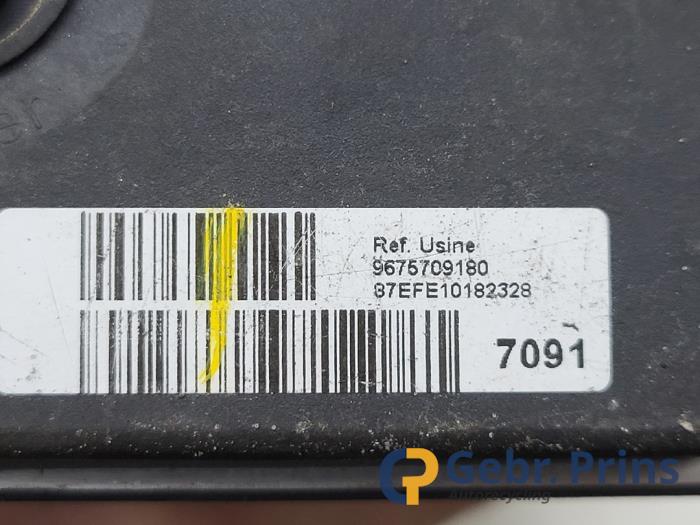 Ref. Usine
9675709180
87EFE10182328
7091
Gebr. Prins
Autorecycling